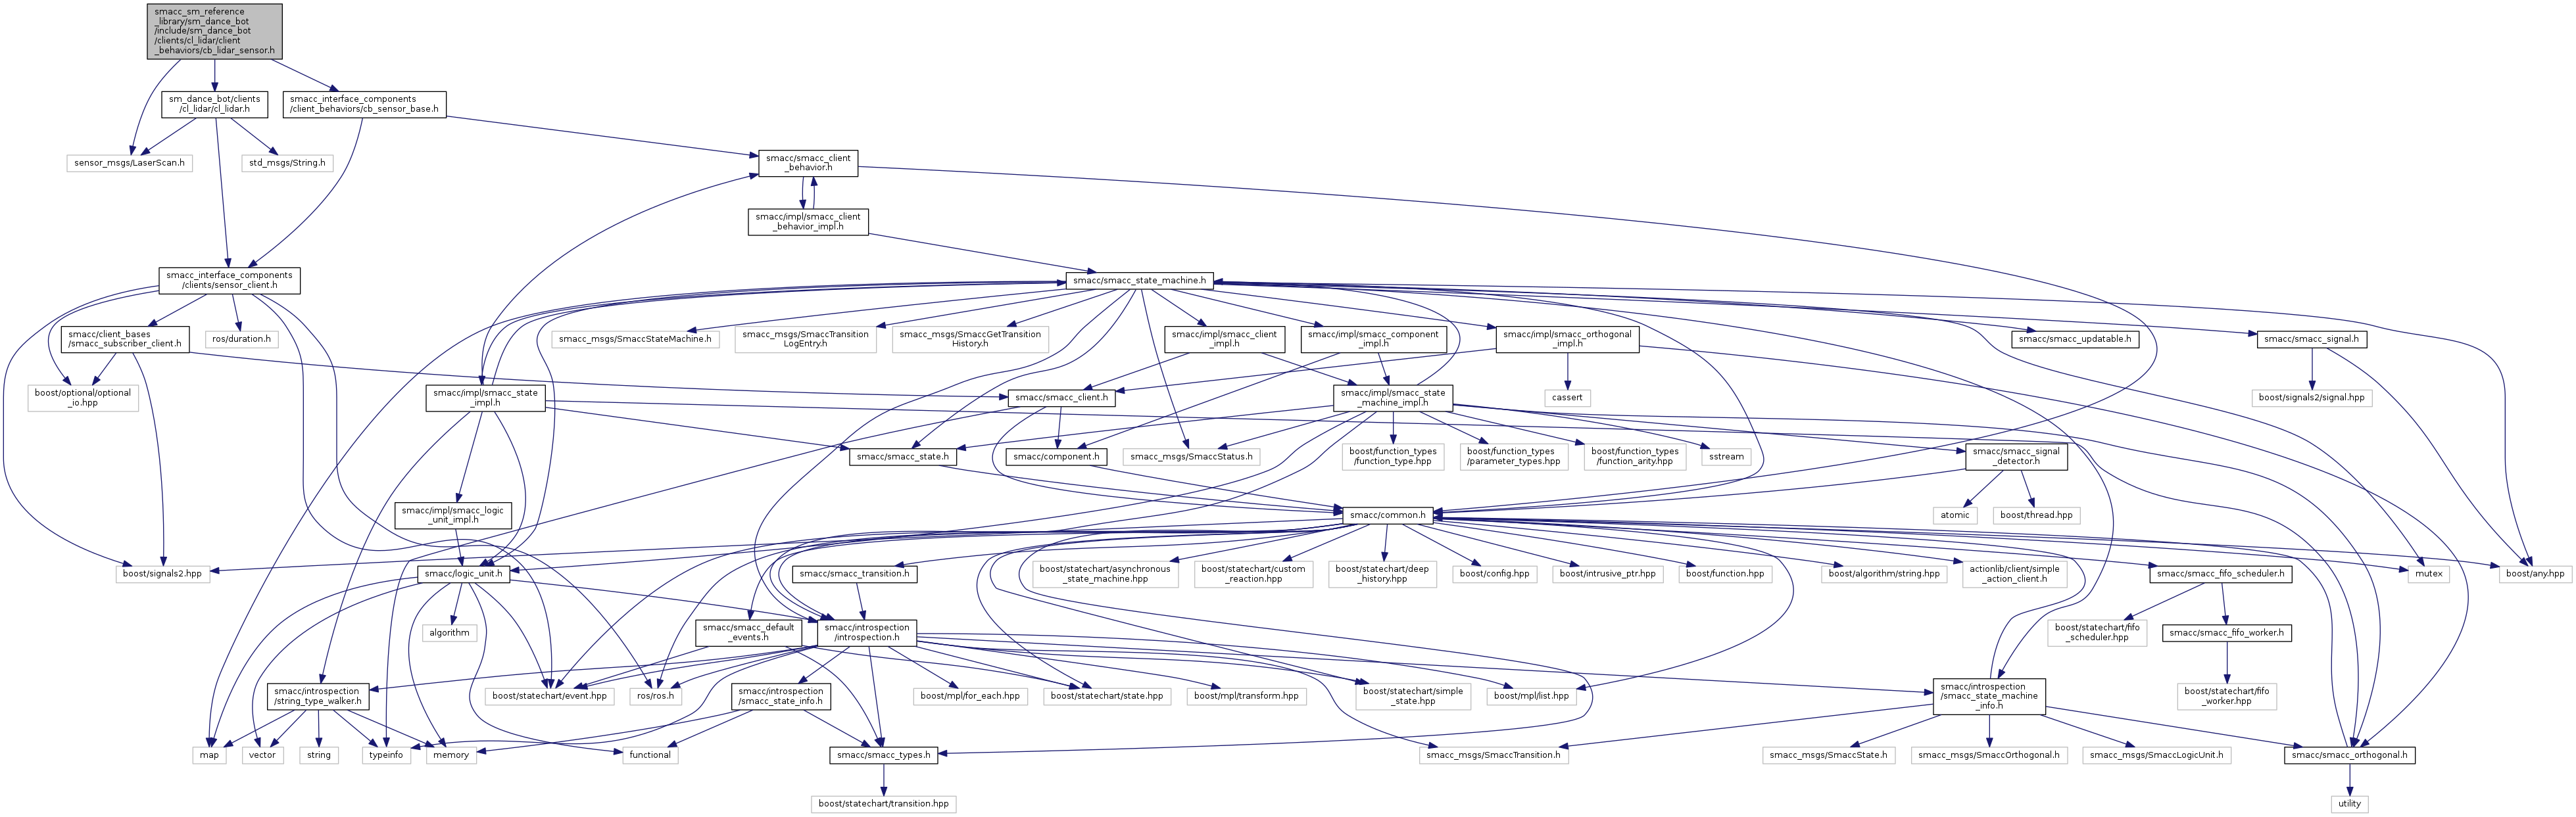 smacc_sm_reference
_library/sm_dance_bot
/include/sm_dance_bot
/clients/cl_lidar/client
_behaviors/cb_lidar_sensor.h
sm_dance_bot/clients
/cl_lidar/cl_lidar.h
smacc_interface_components
/client_behaviors/cb_sensor_base.h
sensor_msgs/LaserScan.h
std_msgs/String.h
smacc/smacc_client
_behavior.h
smacc/impl/smacc_client
_behavior_impl.h
smacc_interface_components
/clients/sensor_client.h
smacc/smacc_state_machine.h
smacc/client_bases
/smacc_subscriber_client.h
ros/duration.h
smacc_msgs/SmaccStateMachine.h
smacc_msgs/SmaccTransition
LogEntry.h
smacc_msgs/SmaccGetTransition
History.h
smacc/impl/smacc_client
_impl.h
smacc/impl/smacc_component
_impl.h
smacc/impl/smacc_orthogonal
_impl.h
smacc/smacc_updatable.h
smacc/smacc_signal.h
boost/optional/optional
_io.hpp
smacc/impl/smacc_state
_impl.h
smacc/smacc_client.h
smacc/impl/smacc_state
_machine_impl.h
cassert
boost/signals2/signal.hpp
smacc/smacc_state.h
smacc/component.h
smacc_msgs/SmaccStatus.h
boost/function_types
/function_type.hpp
boost/function_types
/parameter_types.hpp
boost/function_types
/function_arity.hpp
sstream
smacc/smacc_signal
_detector.h
smacc/impl/smacc_logic
_unit_impl.h
smacc/common.h
atomic
boost/thread.hpp
boost/signals2.hpp
smacc/logic_unit.h
smacc/smacc_transition.h
boost/statechart/asynchronous
_state_machine.hpp
boost/statechart/custom
_reaction.hpp
boost/statechart/deep
_history.hpp
boost/config.hpp
boost/intrusive_ptr.hpp
boost/function.hpp
boost/algorithm/string.hpp
actionlib/client/simple
_action_client.h
smacc/smacc_fifo_scheduler.h
mutex
boost/any.hpp
algorithm
smacc/smacc_default
_events.h
smacc/introspection
/introspection.h
boost/statechart/fifo
_scheduler.hpp
smacc/smacc_fifo_worker.h
smacc/introspection
/string_type_walker.h
boost/statechart/event.hpp
ros/ros.h
smacc/introspection
/smacc_state_info.h
boost/mpl/for_each.hpp
boost/statechart/state.hpp
boost/mpl/transform.hpp
boost/statechart/simple
_state.hpp
boost/mpl/list.hpp
smacc/introspection
/smacc_state_machine
_info.h
boost/statechart/fifo
_worker.hpp
map
vector
string
typeinfo
memory
functional
smacc/smacc_types.h
smacc_msgs/SmaccTransition.h
smacc_msgs/SmaccState.h
smacc_msgs/SmaccOrthogonal.h
smacc_msgs/SmaccLogicUnit.h
smacc/smacc_orthogonal.h
boost/statechart/transition.hpp
utility